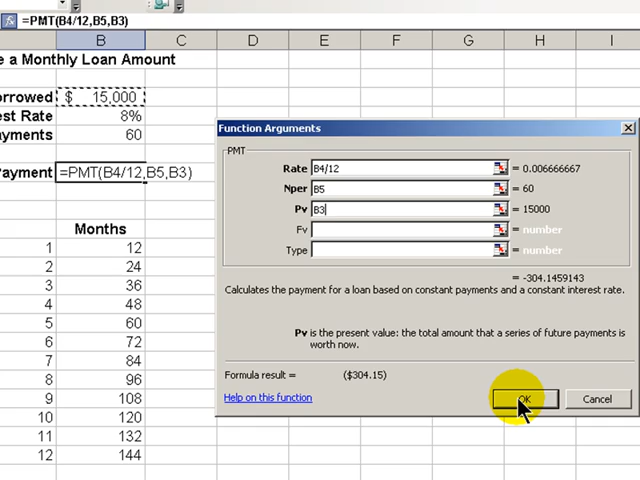 =PMT(B4/12,B5,B3)
B C D E F G H I
e a Monthly Loan Amount
orrowed $ 15,000
est Rate 8%
ayments 60
Payment =PMT(B4/12,B5,B3)
Months
1 12
2 24
3 36
4 48
5 60
6 72
7 84
8 96
9 108
10 120
11 132
12 144
Function Arguments
PMT
Rate B4/12 = 0.006666667
Nper B5 = 60
Pv B3 = 15000
Fv = number
Type = number
= -304.1459143
Calculates the payment for a loan based on constant payments and a constant interest rate.
Pv is the present value: the total amount that a series of future payments is
worth now.
Formula result = ($304.15)
Help on this function
OK Cancel